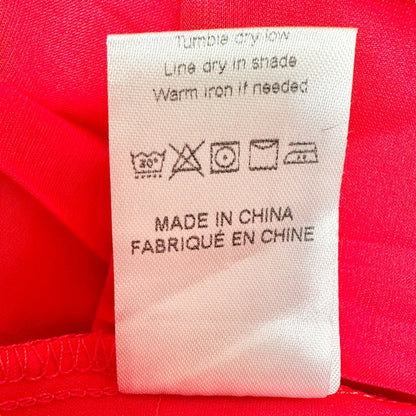 Tumble dry low
Line dry in shade
Warm iron if needed
30°
MADE IN CHINA
FABRIQUÉ EN CHINE